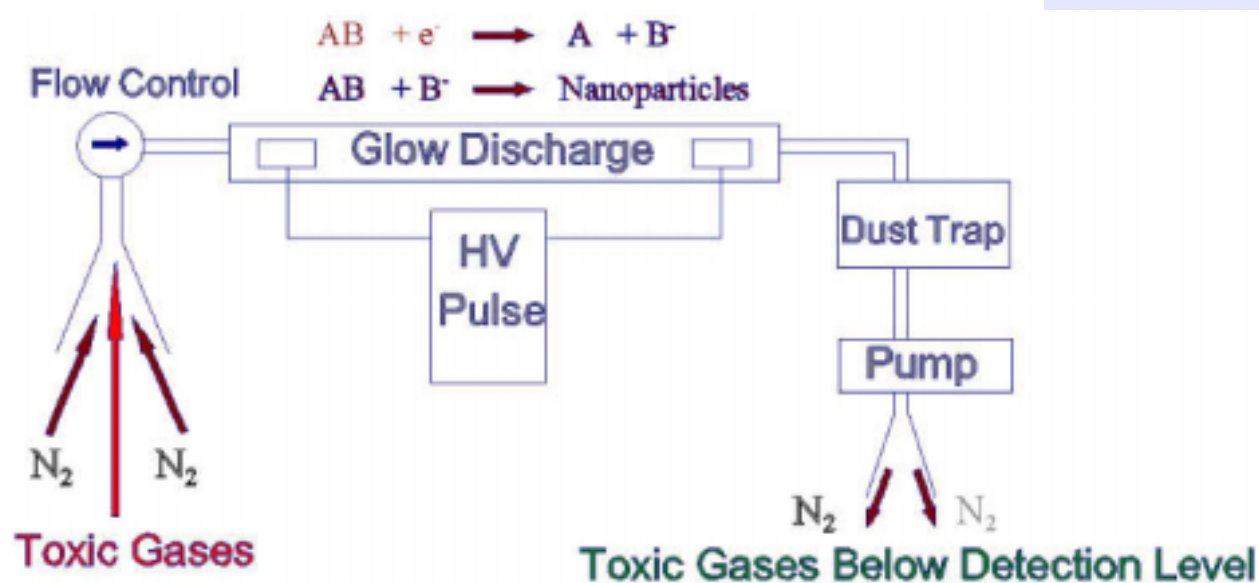 AB + e⁻ → A + B⁻
Flow Control
AB + B⁻ → Nanoparticles
Glow Discharge
HV
Pulse
Dust Trap
Pump
N₂ N₂
N₂ N₂
Toxic Gases
Toxic Gases Below Detection Level